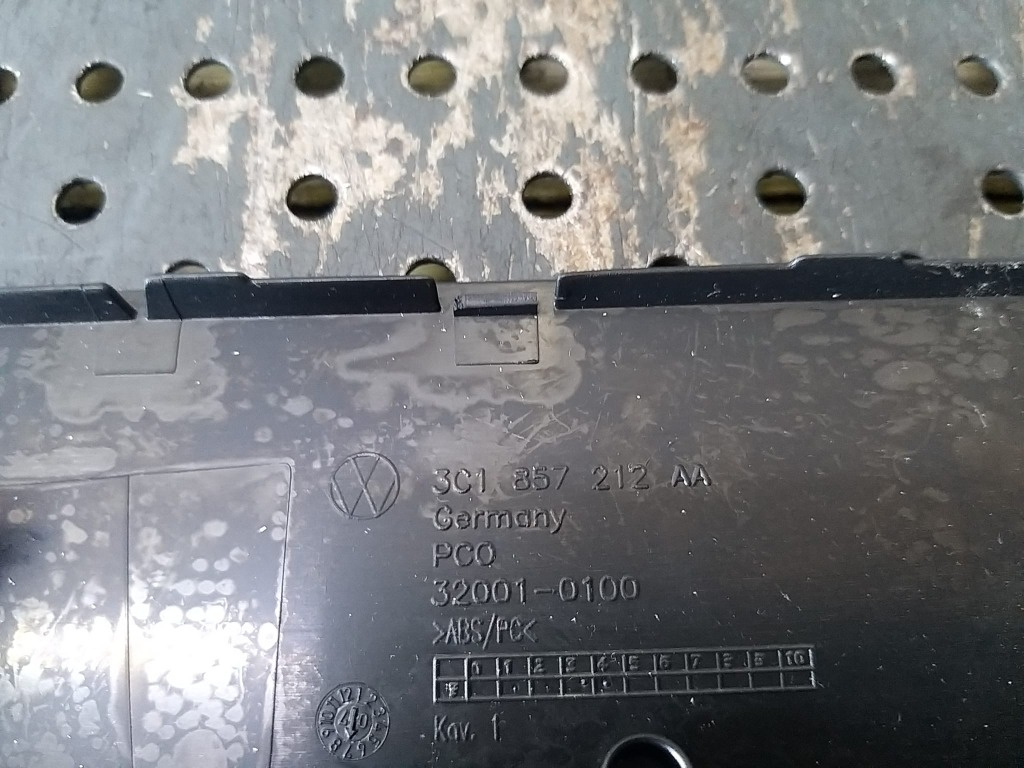 3C1 857 212 AA
Germany
PCO
32001-0100
>ABS/PC<
0 1 2 3 4 5 6 7 8 9 10
Kav. 1